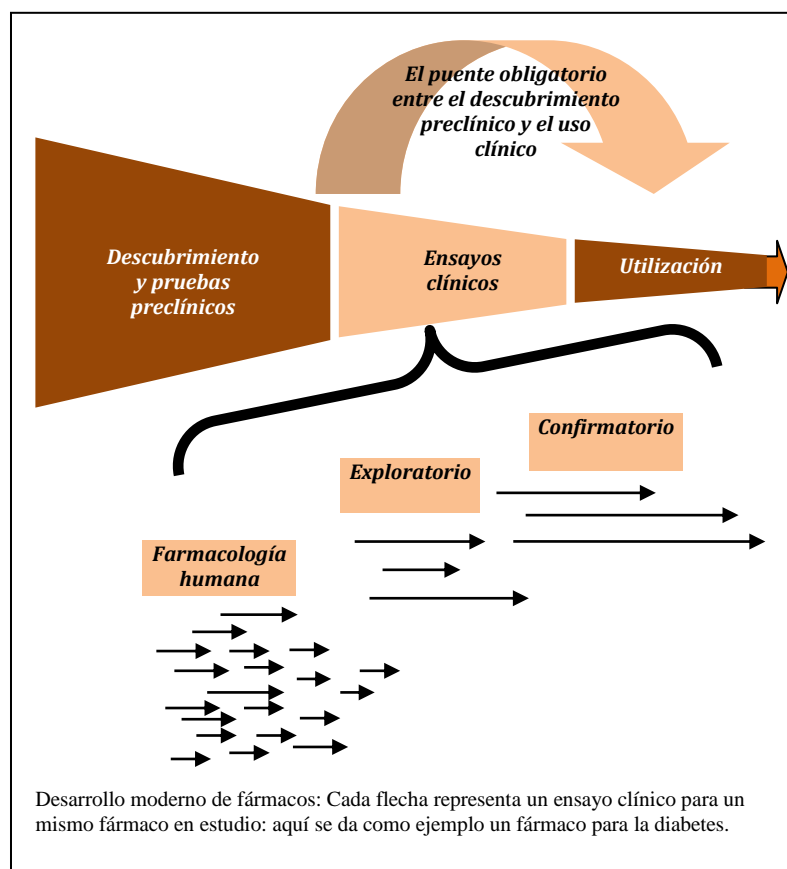 El puente obligatorio
entre el descubrimiento
preclínico y el uso
clínico
Descubrimiento
y pruebas
preclínicos
Ensayos
clínicos
Utilización
Confirmatorio
Exploratorio
Farmacología
humana
Desarrollo moderno de fármacos: Cada flecha representa un ensayo clínico para un
mismo fármaco en estudio: aquí se da como ejemplo un fármaco para la diabetes.